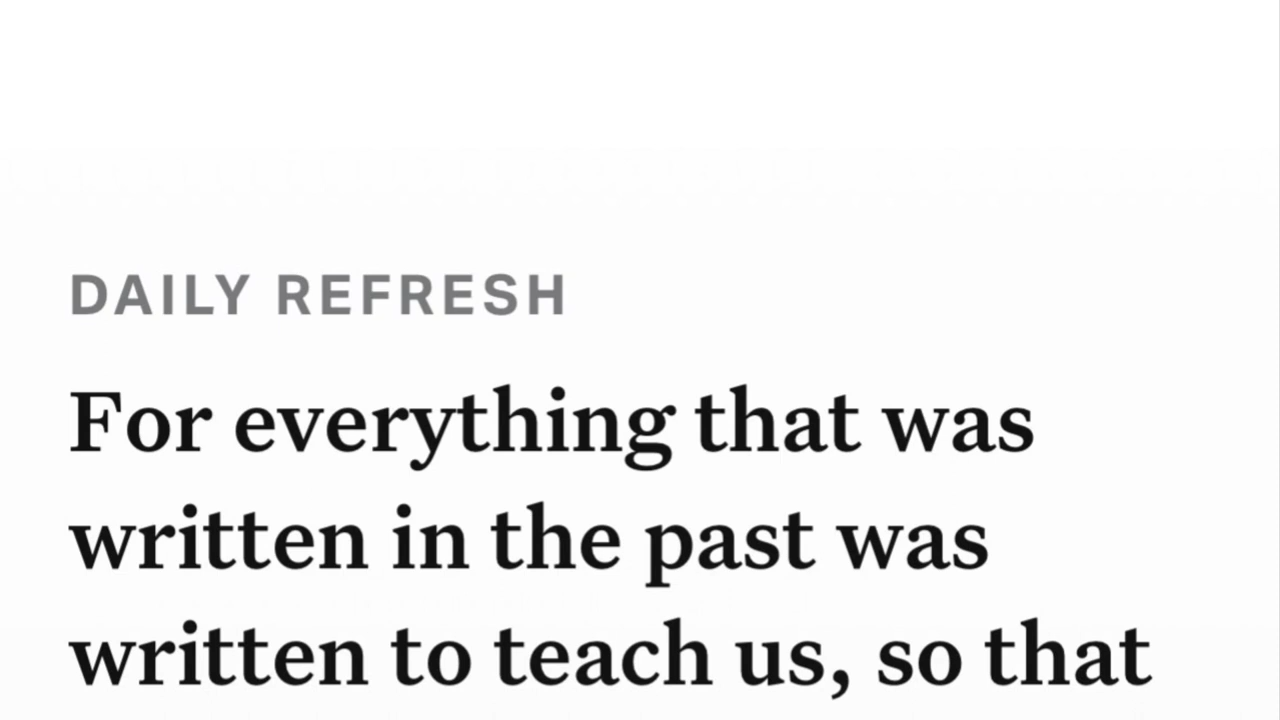 DAILY REFRESH
For everything that was
written in the past was
written to teach us, so that